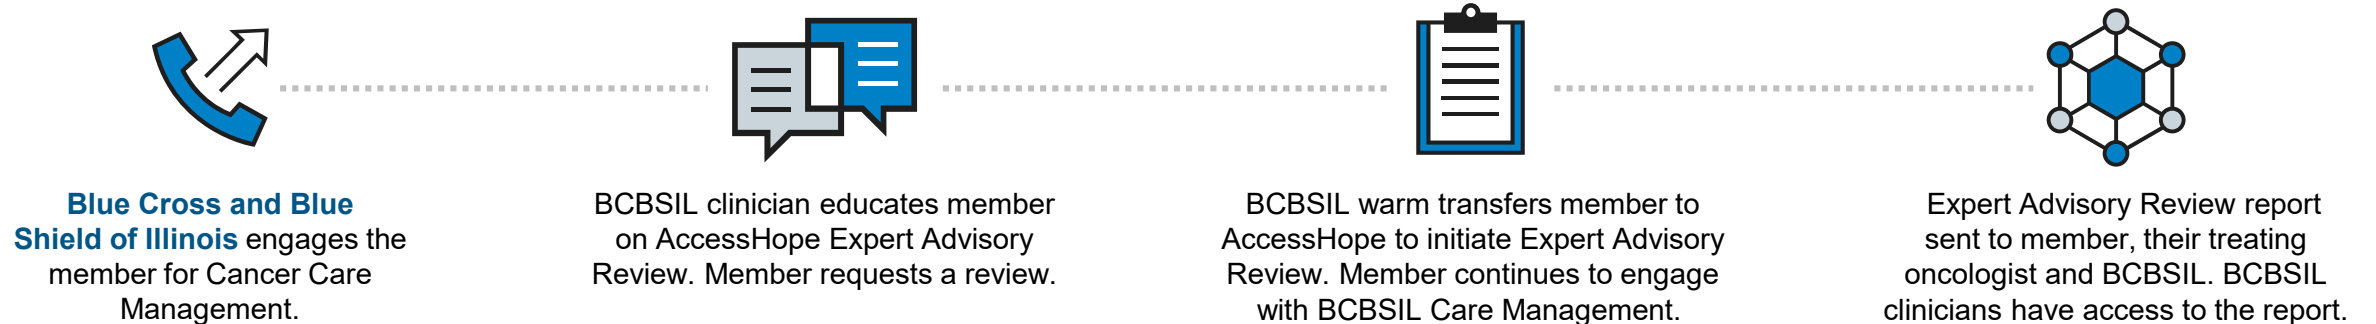 Blue Cross and Blue
Shield of Illinois engages the
member for Cancer Care
Management.
BCBSIL clinician educates member
on AccessHope Expert Advisory
Review. Member requests a review.
BCBSIL warm transfers member to
AccessHope to initiate Expert Advisory
Review. Member continues to engage
with BCBSIL Care Management.
Expert Advisory Review report
sent to member, their treating
oncologist and BCBSIL. BCBSIL
clinicians have access to the report.